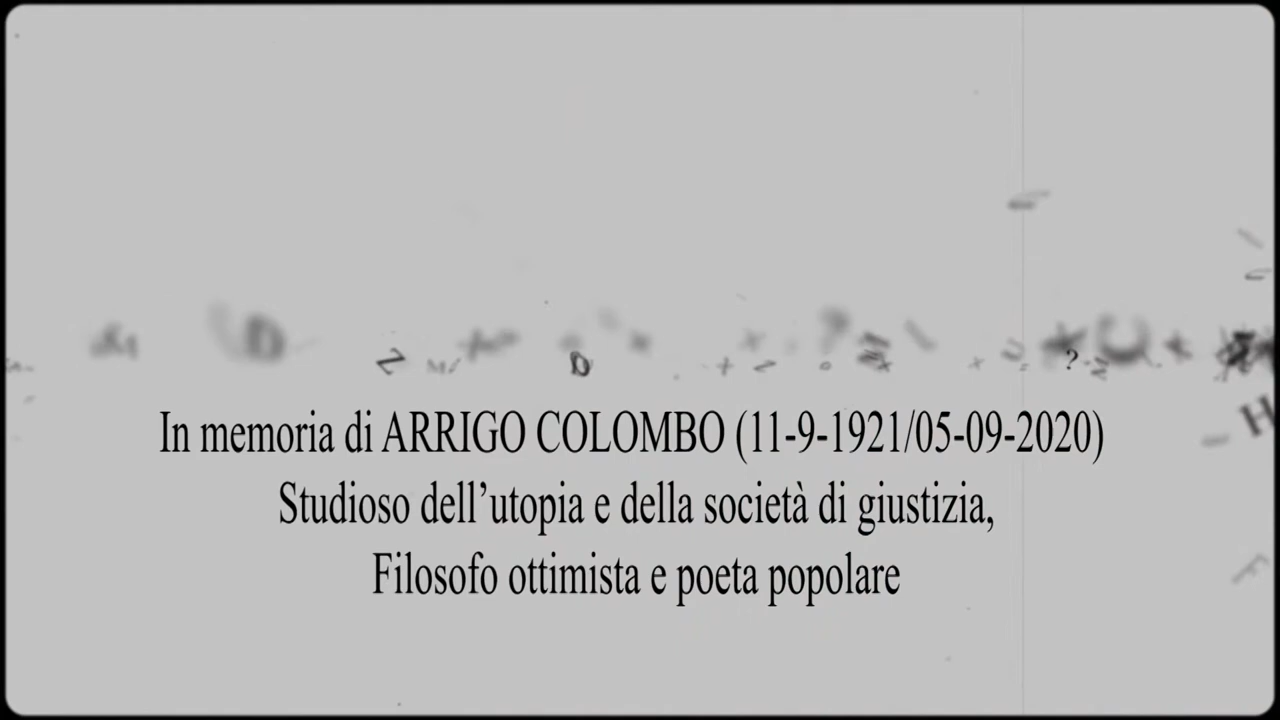 In memoria di ARRIGO COLOMBO (11-9-1921/05-09-2020)
Studioso dell’utopia e della società di giustizia,
Filosofo ottimista e poeta popolare